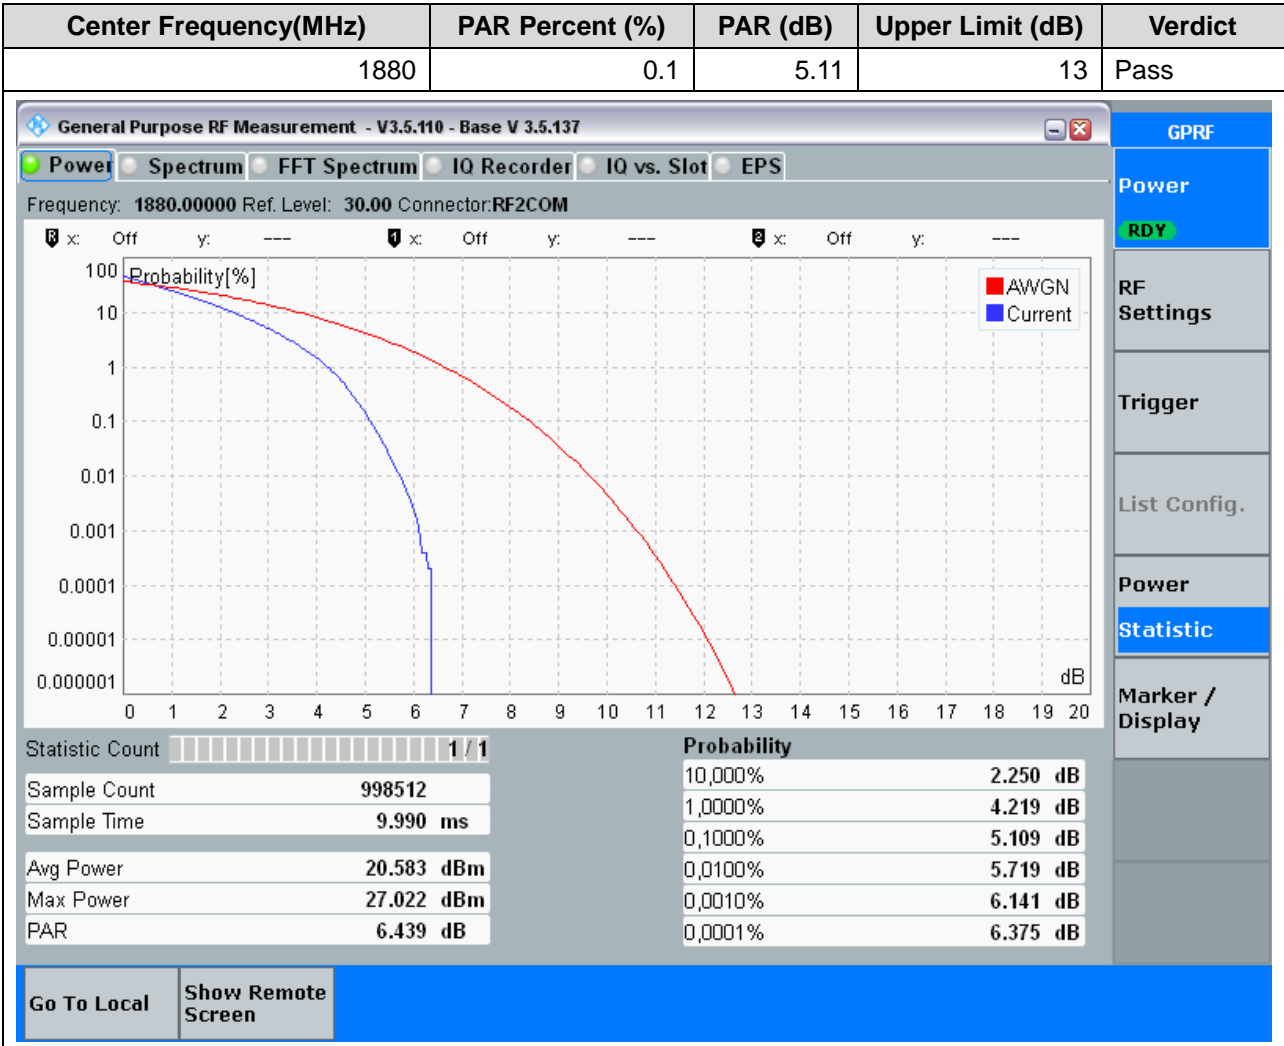 Center Frequency(MHz) PAR Percent (%) PAR (dB) Upper Limit (dB) Verdict
1880 0.1 5.11 13 Pass
General Purpose RF Measurement - V3.5.110 - Base V 3.5.137
GPRF
Power Spectrum FFT Spectrum IQ Recorder IQ vs. Slot EPS
Power
RDY
Frequency: 1880.00000 Ref. Level: 30.00 Connector:RF2COM
R x: Off y: --- 1 x: Off y: --- 2 x: Off y: ---
100 Probability[%]
AWGN
Current
RF
Settings
10
1
Trigger
0.1
0.01
List Config.
0.001
0.0001
Power
Statistic
0.00001
0.000001
dB
Marker /
Display
0 1 2 3 4 5 6 7 8 9 10 11 12 13 14 15 16 17 18 19 20
Statistic Count 1 / 1
Probability
Sample Count 998512
Sample Time 9.990 ms
Avg Power 20.583 dBm
Max Power 27.022 dBm
PAR 6.439 dB
10,000% 2.250 dB
1,0000% 4.219 dB
0,1000% 5.109 dB
0,0100% 5.719 dB
0,0010% 6.141 dB
0,0001% 6.375 dB
Go To Local
Show Remote
Screen